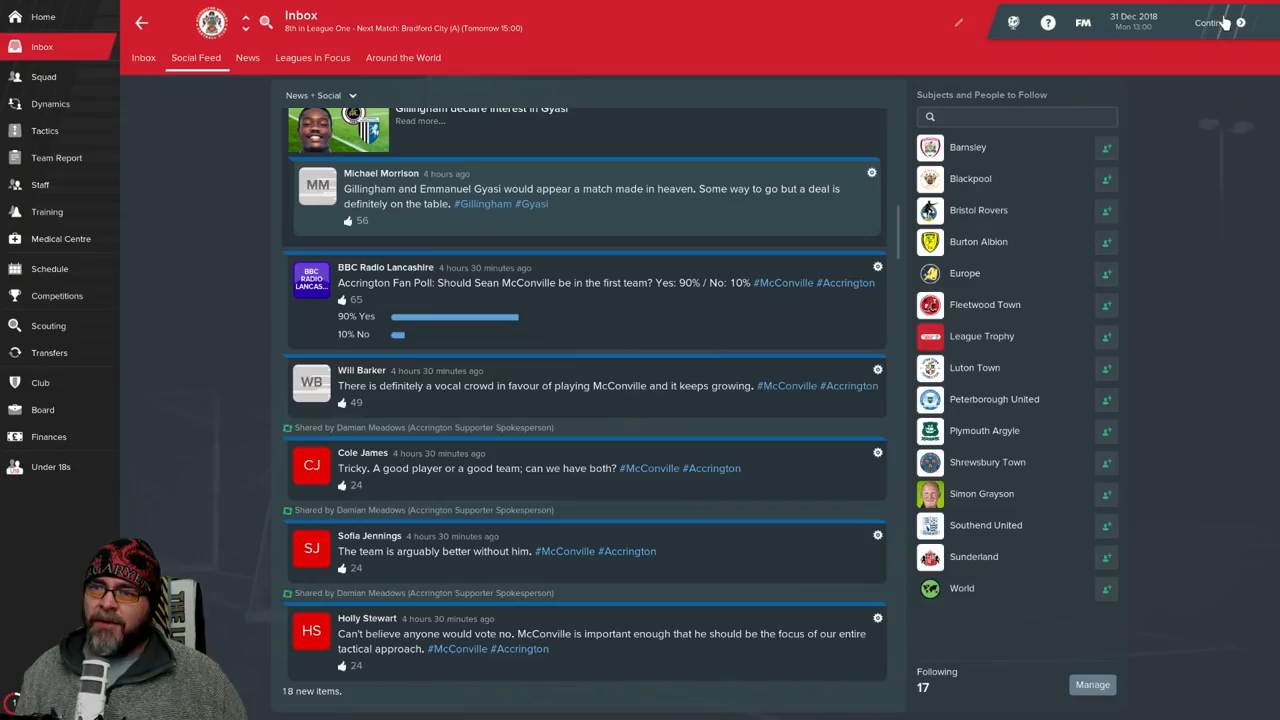 Home
Inbox
Squad
Dynamics
Tactics
Team Report
Staff
Training
Medical Centre
Schedule
Competitions
Scouting
Transfers
Club
Board
Finances
Under 18s
Inbox
8th in League One - Next Match: Bradford City (A) (Tomorrow 15:00)
FM
31 Dec 2018
Mon 13:00
Inbox
Social Feed
News
Leagues in Focus
Around the World
News + Social
Gillingham declare interest in Gyasi
Read more...
MM
Michael Morrison 4 hours ago
Gillingham and Emmanuel Gyasi would appear a match made in heaven. Some way to go but a deal is
definitely on the table. #Gillingham #Gyasi
56
BBC
RADIO
LANCAS...
BBC Radio Lancashire 4 hours 30 minutes ago
Accrington Fan Poll: Should Sean McConville be in the first team? Yes: 90% / No: 10% #McConville #Accrington
65
90% Yes
10% No
WB
Will Barker 4 hours 30 minutes ago
There is definitely a vocal crowd in favour of playing McConville and it keeps growing. #McConville #Accrington
49
Shared by Damian Meadows (Accrington Supporter Spokesperson)
CJ
Cole James 4 hours 30 minutes ago
Tricky. A good player or a good team; can we have both? #McConville #Accrington
24
Shared by Damian Meadows (Accrington Supporter Spokesperson)
SJ
Sofia Jennings 4 hours 30 minutes ago
The team is arguably better without him. #McConville #Accrington
24
Shared by Damian Meadows (Accrington Supporter Spokesperson)
HS
Holly Stewart 4 hours 30 minutes ago
Can't believe anyone would vote no. McConville is important enough that he should be the focus of our entire
tactical approach. #McConville #Accrington
24
18 new items.
Subjects and People to Follow
Barnsley
Blackpool
Bristol Rovers
Burton Albion
Europe
Fleetwood Town
League Trophy
Luton Town
Peterborough United
Plymouth Argyle
Shrewsbury Town
Simon Grayson
Southend United
Sunderland
World
Following
17
Manage